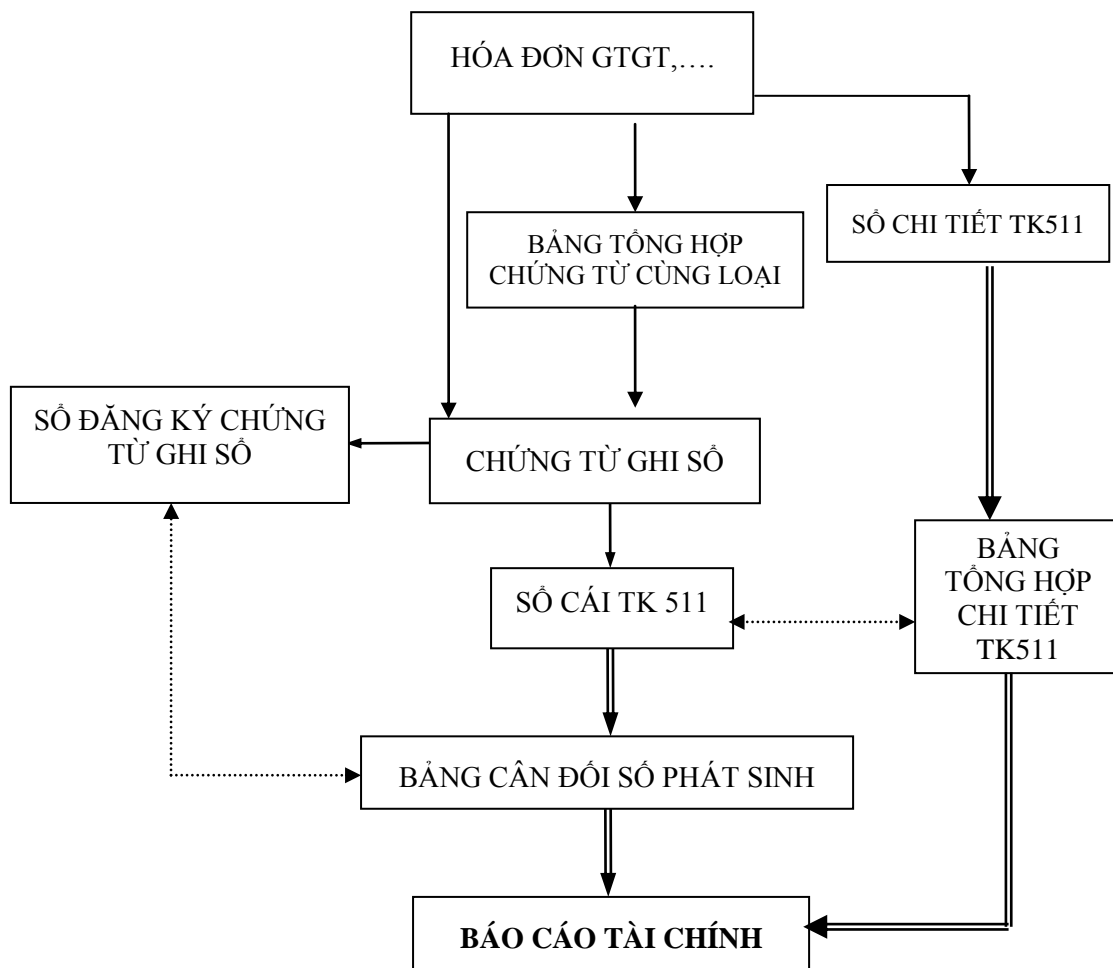 HÓA ĐƠN GTGT,….
SỔ CHI TIẾT TK511
BẢNG TỔNG HỢP
CHỨNG TỪ CÙNG LOẠI
SỔ ĐĂNG KÝ CHỨNG
TỪ GHI SỔ
CHỨNG TỪ GHI SỔ
BẢNG
TỔNG HỢP
CHI TIẾT
TK511
SỔ CÁI TK 511
BẢNG CÂN ĐỐI SỐ PHÁT SINH
BÁO CÁO TÀI CHÍNH